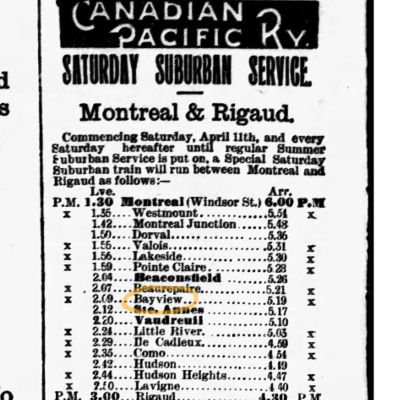 d
s
CANADIAN
PACIFIC RY.
SATURDAY SUBURBAN SERVICE.
Montreal & Rigaud.
Commencing Saturday, April 11th, and every
Saturday hereafter until regular Summer
Suburban Service is put on, a Special Saturday
Suburban train will run between Montreal and
Rigaud as follows:—
Lve. Arr.
P.M. 1.30 Montreal (Windsor St.) 6.00 P.M
x 1.35....Westmount............5.54 x
1.42....Montreal Junction.....5.48
1.50....Dorval...............5.36
x 1.55....Valois................5.31 x
x 1.56....Lakeside.............5.30 x
x 1.59....Pointe Claire.........5 28 x
2.04....Beaconsfield........5.26
x 2.07....Beaurepaire..........5.21 x
x 2.09....Bayview..............5.19 x
2.12....Ste. Annes..........5.17
2.20....Vaudreuil...........5.10
x 2.24....Little River..........5.03 x
x 2.29....De Cadieux..........4.59 x
x 2.35....Como................4 54 x
2.42....Hudson..............4.49
x 2.44....Hudson Heights......4.47 x
x 2.50....Lavigne..............4 40 x
P.M. 3.00....Rigaud...............4.30 P M
o